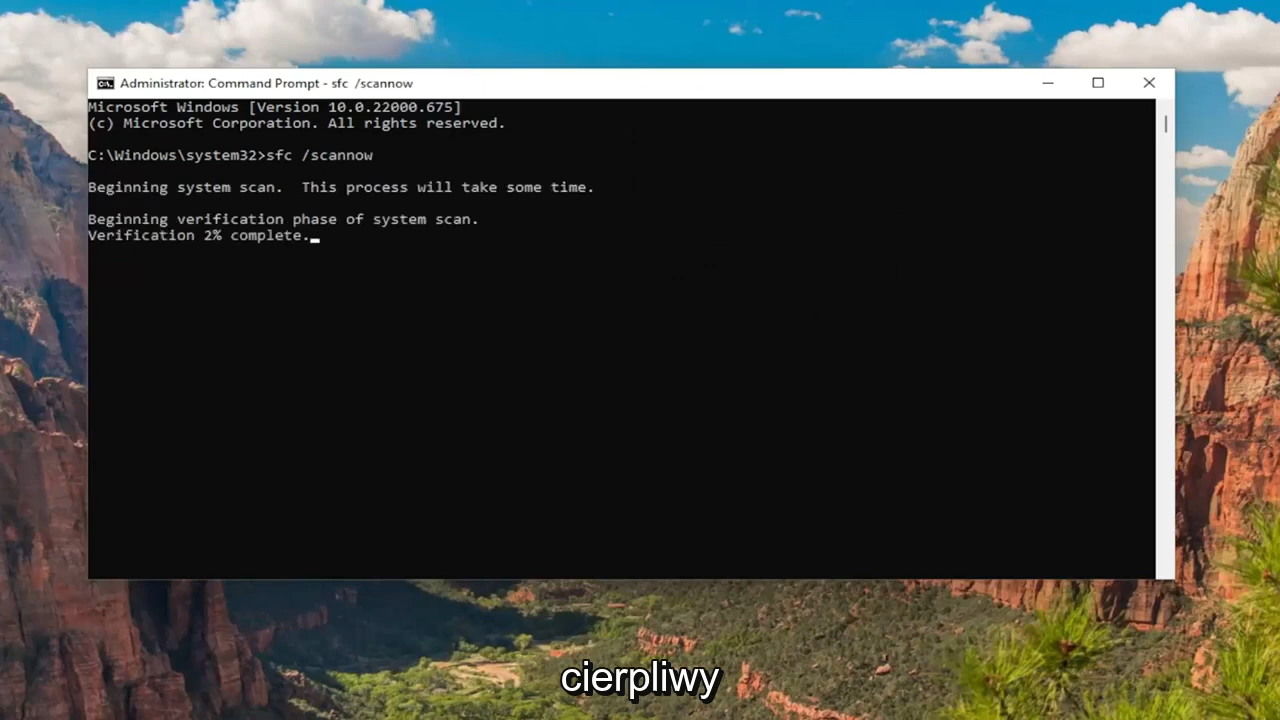 Administrator: Command Prompt - sfc  /scannow
Microsoft Windows [Version 10.0.22000.675]
(c) Microsoft Corporation. All rights reserved.
C:\Windows\system32>sfc /scannow
Beginning system scan.  This process will take some time.
Beginning verification phase of system scan.
Verification 2% complete.
cierpliwy